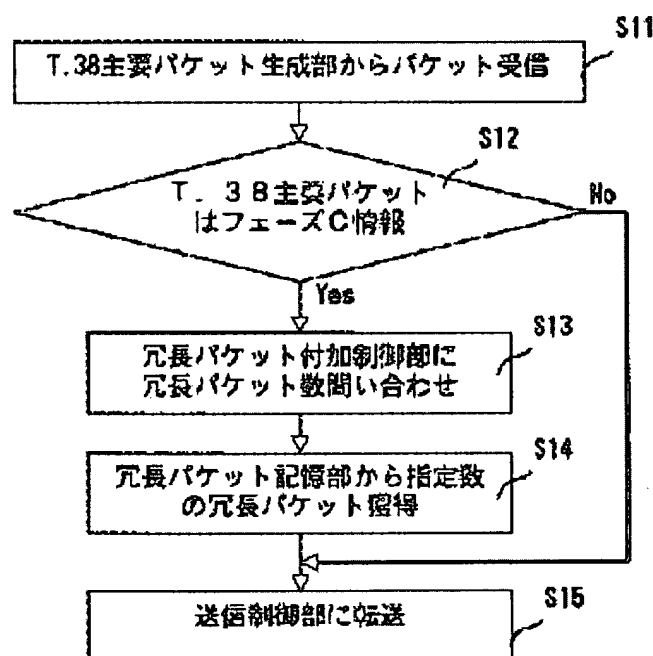 S11
T.38主要パケット生成部からパケット受信
S12
T．３８主要パケット
はフェーズC情報
No
Yes
S13
冗長パケット付加制御部に
冗長パケット数問い合わせ
S14
冗長パケット記憶部から指定数
の冗長パケット獲得
S15
送信制御部に転送